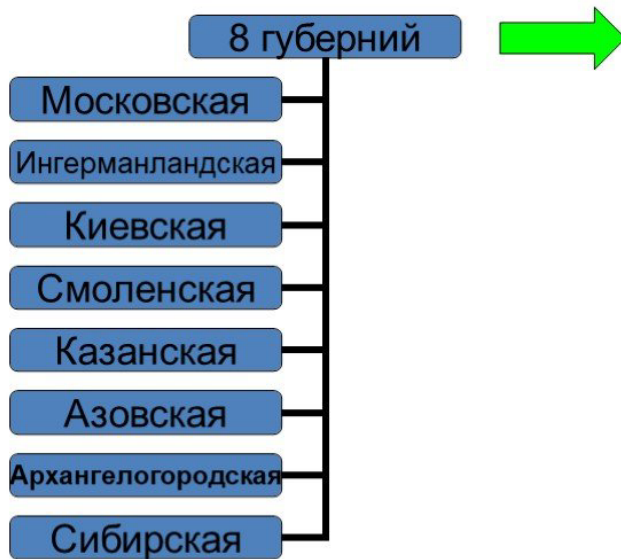 8 губерний
Московская
Ингерманландская
Киевская
Смоленская
Казанская
Азовская
Архангелогородская
Сибирская